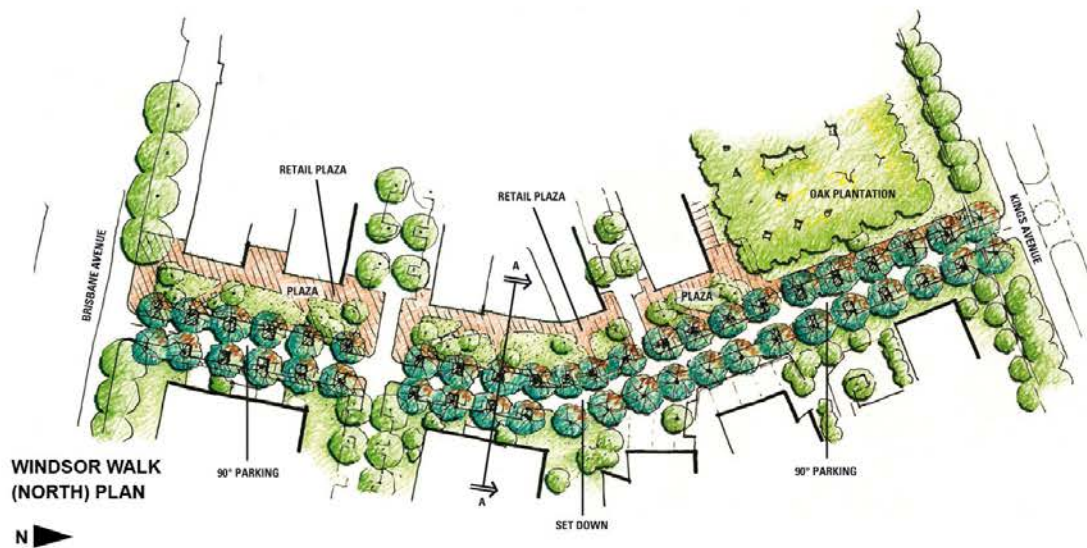 RETAIL PLAZA
RETAIL PLAZA
A
OAK PLANTATION
KINGS AVENUE
BRISBANE AVENUE
A
PLAZA
PLAZA
WINDSOR WALK
(NORTH) PLAN
90° PARKING
90° PARKING
A
SET DOWN
N